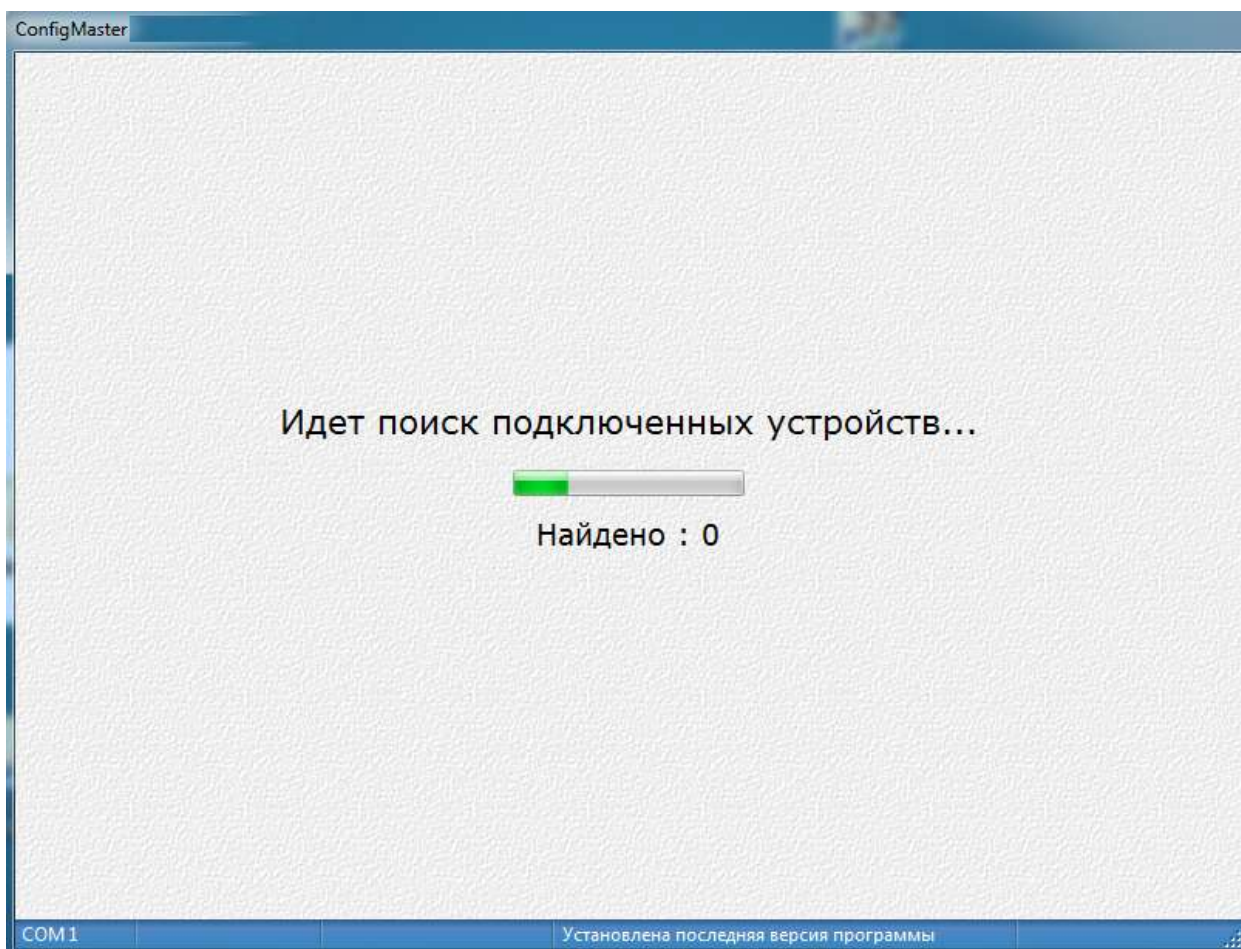 ConfigMaster
Идет поиск подключенных устройств...
Найдено : 0
COM1
Установлена последняя версия программы